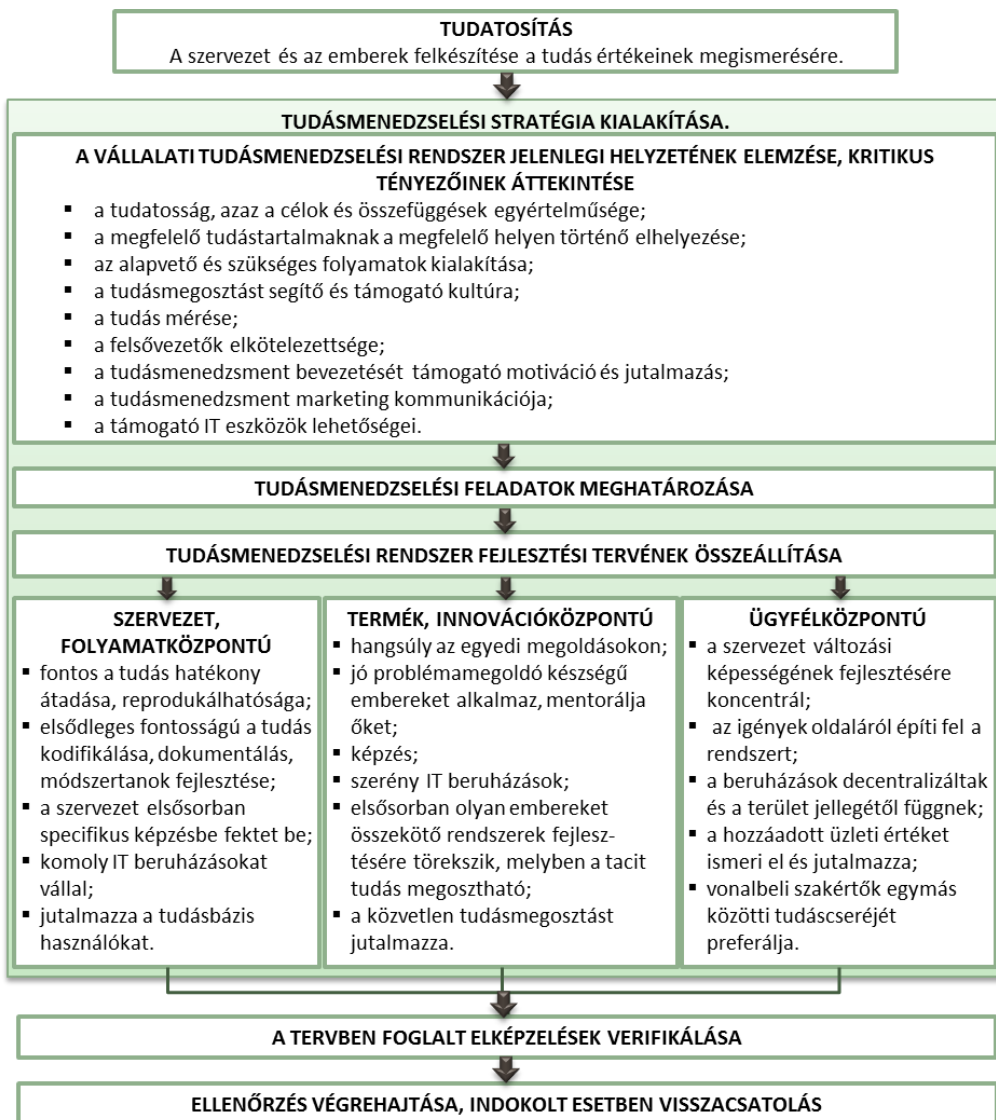 TUDATOSÍTÁS
A szervezet és az emberek felkészítése a tudás értékeinek megismerésére.
TUDÁSMENEDZSELÉSI STRATÉGIA KIALAKÍTÁSA.
A VÁLLALATI TUDÁSMENEDZSELÉSI RENDSZER JELENLEGI HELYZETÉNEK ELEMZÉSE, KRITIKUS
TÉNYEZŐINEK ÁTTEKINTÉSE
▪ a tudatosság, azaz a célok és összefüggések egyértelműsége;
▪ a megfelelő tudástartalmaknak a megfelelő helyen történő elhelyezése;
▪ az alapvető és szükséges folyamatok kialakítása;
▪ a tudásmegosztást segítő és támogató kultúra;
▪ a tudás mérése;
▪ a felsővezetők elkötelezettsége;
▪ a tudásmenedzsment bevezetését támogató motiváció és jutalmazás;
▪ a tudásmenedzsment marketing kommunikációja;
▪ a támogató IT eszközök lehetőségei.
TUDÁSMENEDZSELÉSI FELADATOK MEGHATÁROZÁSA
TUDÁSMENEDZSELÉSI RENDSZER FEJLESZTÉSI TERVÉNEK ÖSSZEÁLLÍTÁSA
SZERVEZET,
FOLYAMATKÖZPONTÚ
▪ fontos a tudás hatékony
átadása, reprodukálhatósága;
▪ elsődleges fontosságú a tudás
kodifikálása, dokumentálás,
módszertanok fejlesztése;
▪ a szervezet elsősorban
specifikus képzésbe fektet be;
▪ komoly IT beruházásokat
vállal;
▪ jutalmazza a tudásbázis
használókat.
TERMÉK, INNOVÁCIÓKÖZPONTÚ
▪ hangsúly az egyedi megoldásokon;
▪ jó problémamegoldó készségű
embereket alkalmaz, mentorálja
őket;
▪ képzés;
▪ szerény IT beruházások;
▪ elsősorban olyan embereket
összekötő rendszerek fejlesz-
tésére törekszik, melyben a tacit
tudás megosztható;
▪ a közvetlen tudásmegosztást
jutalmazza.
ÜGYFÉLKÖZPONTÚ
▪ a szervezet változási
képességének fejlesztésére
koncentrál;
▪ az igények oldaláról építi fel a
rendszert;
▪ a beruházások decentralizáltak
és a terület jellegétől függnek;
▪ a hozzáadott üzleti értéket
ismeri el és jutalmazza;
▪ vonalbeli szakértők egymás
közötti tudáscseréjét
preferálja.
A TERVBEN FOGLALT ELKÉPZELÉSEK VERIFIKÁLÁSA
ELLENŐRZÉS VÉGREHAJTÁSA, INDOKOLT ESETBEN VISSZACSATOLÁS